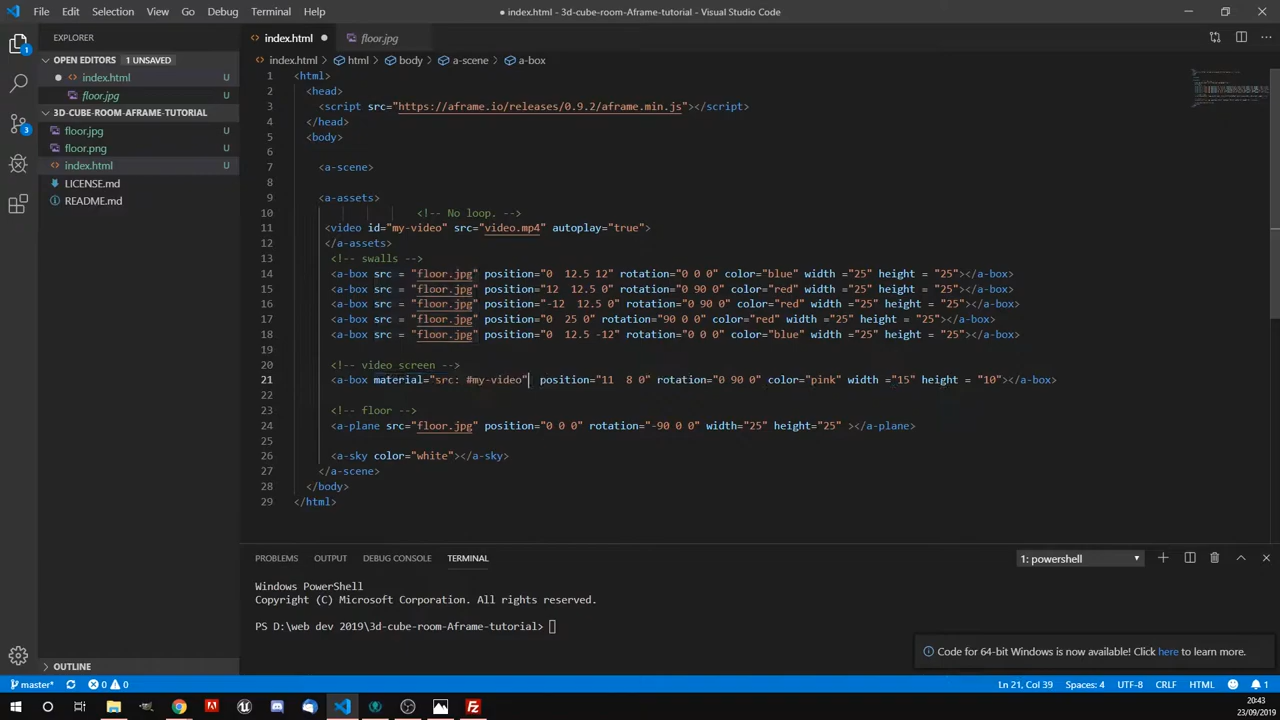 File Edit Selection View Go Debug Terminal Help
● index.html - 3d-cube-room-Aframe-tutorial - Visual Studio Code
EXPLORER
OPEN EDITORS 1 UNSAVED
index.html U
floor.jpg U
3D-CUBE-ROOM-AFRAME-TUTORIAL
floor.jpg U
floor.png U
index.html U
LICENSE.md
README.md
OUTLINE
1
3
index.html ●
floor.jpg
index.html > html > body > a-scene > a-box
1 <html>
2 <head>
3 <script src="https://aframe.io/releases/0.9.2/aframe.min.js"></script>
4 </head>
5 <body>
6
7 <a-scene>
8
9 <a-assets>
10 <!-- No loop. -->
11 <video id="my-video" src="video.mp4" autoplay="true">
12 </a-assets>
13 <!-- swalls -->
14 <a-box src = "floor.jpg" position="0  12.5 12" rotation="0 0 0" color="blue" width ="25" height = "25"></a-box>
15 <a-box src = "floor.jpg" position="12  12.5 0" rotation="0 90 0" color="red" width ="25" height = "25"></a-box>
16 <a-box src = "floor.jpg" position="-12  12.5 0" rotation="0 90 0" color="red" width ="25" height = "25"></a-box>
17 <a-box src = "floor.jpg" position="0  25 0" rotation="90 0 0" color="red" width ="25" height = "25"></a-box>
18 <a-box src = "floor.jpg" position="0  12.5 -12" rotation="0 0 0" color="blue" width ="25" height = "25"></a-box>
19
20 <!-- video screen -->
21 <a-box material="src: #my-video"  position="11  8 0" rotation="0 90 0" color="pink" width ="15" height = "10"></a-box>
22
23 <!-- floor -->
24 <a-plane src="floor.jpg" position="0 0 0" rotation="-90 0 0" width="25" height="25" ></a-plane>
25
26 <a-sky color="white"></a-sky>
27 </a-scene>
28 </body>
29 </html>
PROBLEMS OUTPUT DEBUG CONSOLE TERMINAL
1: powershell
Windows PowerShell
Copyright (C) Microsoft Corporation. All rights reserved.
PS D:\web dev 2019\3d-cube-room-Aframe-tutorial>
Code for 64-bit Windows is now available! Click here to learn more.
master* 0 0
Ln 21, Col 39 Spaces: 4 UTF-8 CRLF HTML 1
20:43
23/09/2019